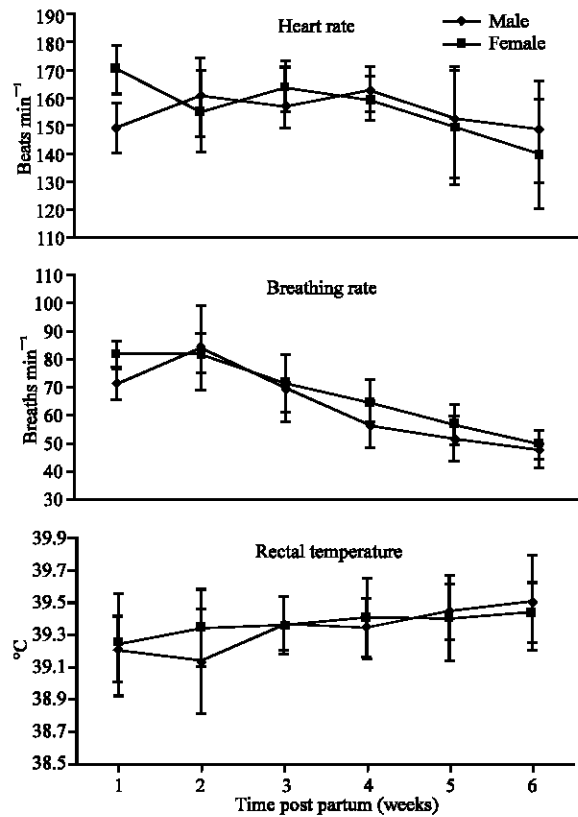 Heart rate
Male
Female
Beats min⁻¹
190
180
170
160
150
140
130
110
Breathing rate
Breaths min⁻¹
110
100
90
80
70
60
50
40
30
Rectal temperature
°C
39.9
39.7
39.5
39.3
39.1
38.9
38.7
38.5
1 2 3 4 5 6
Time post partum (weeks)